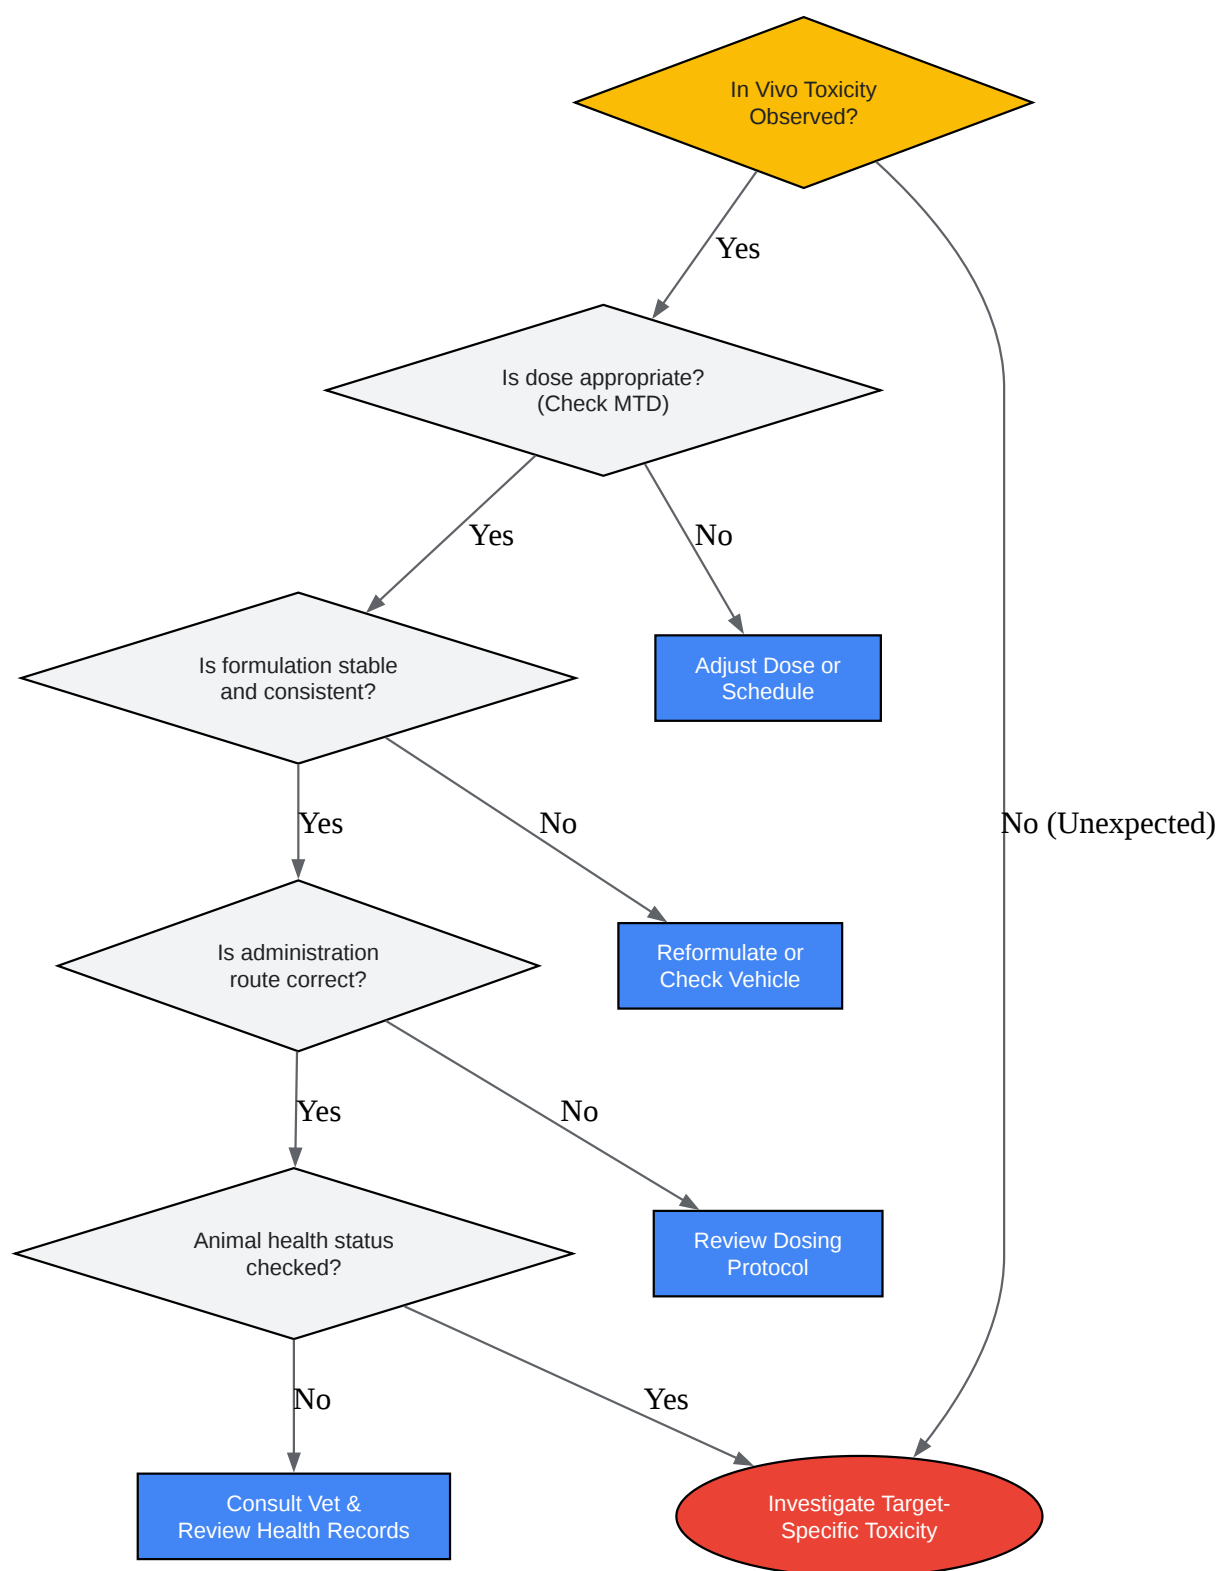 In Vivo Toxicity
Observed?
Yes
Is dose appropriate?
(Check MTD)
Yes
No
Is formulation stable
and consistent?
Adjust Dose or
Schedule
Yes
No
No (Unexpected)
Is administration
route correct?
Reformulate or
Check Vehicle
Yes
No
Animal health status
checked?
Review Dosing
Protocol
No
Yes
Consult Vet &
Review Health Records
Investigate Target-
Specific Toxicity